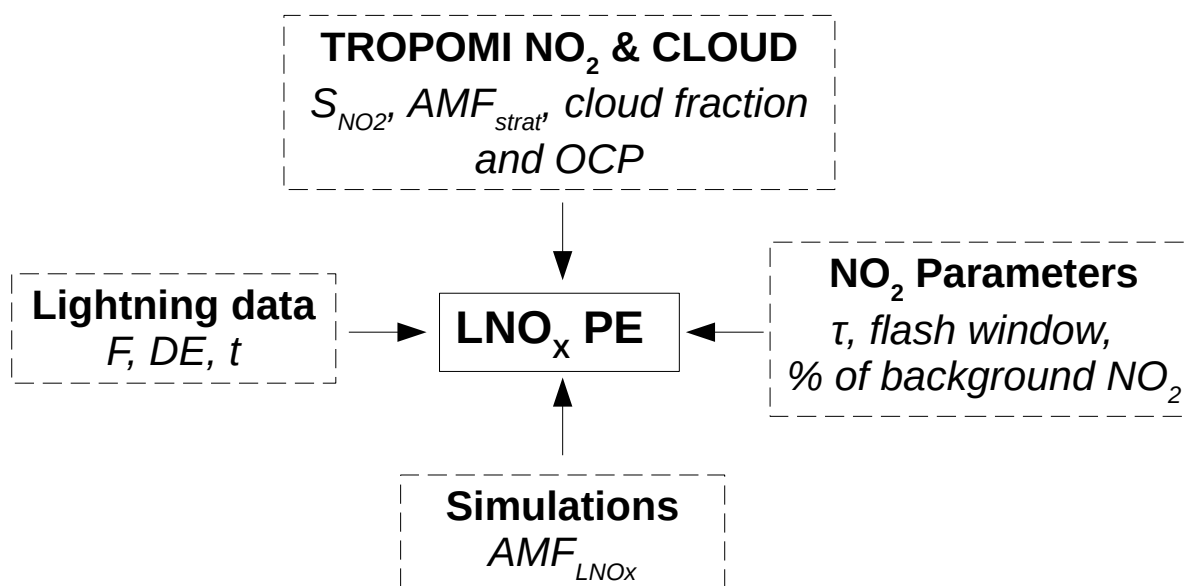 TROPOMI NO2 & CLOUD
SNO2, AMFstrat, cloud fraction
and OCP
Lightning data
F, DE, t
LNOX PE
NO2 Parameters
τ, flash window,
% of background NO2
Simulations
AMFLNOx